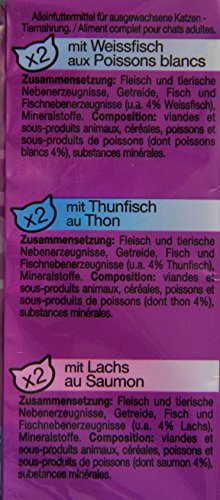 Alleinfuttermittel für ausgewachsene Katzen -
Tiernahrung. / Aliment complet pour chats adultes.
x2
mit Weissfisch
aux Poissons blancs
Zusammensetzung: Fleisch und tierische
Nebenerzeugnisse, Getreide, Fisch und
Fischnebenerzeugnisse (u.a. 4% Weissfisch),
Mineralstoffe. Composition: viandes et
sous-produits animaux, céréales, poissons et
sous-produits de poissons (dont poissons
blancs 4%), substances minérales.
x2
mit Thunfisch
au Thon
Zusammensetzung: Fleisch und tierische
Nebenerzeugnisse, Getreide, Fisch und
Fischnebenerzeugnisse (u.a. 4% Thunfisch),
Mineralstoffe. Composition: viandes et
sous-produits animaux, céréales, poissons et
sous-produits de poissons (dont thon 4%),
substances minérales.
x2
mit Lachs
au Saumon
Zusammensetzung: Fleisch und tierische
Nebenerzeugnisse, Getreide, Fisch und
Fischnebenerzeugnisse (u.a. 4% Lachs),
Mineralstoffe. Composition: viandes et
sous-produits animaux, céréales, poissons et
sous-produits de poissons (dont saumon 4%),
substances minérales.